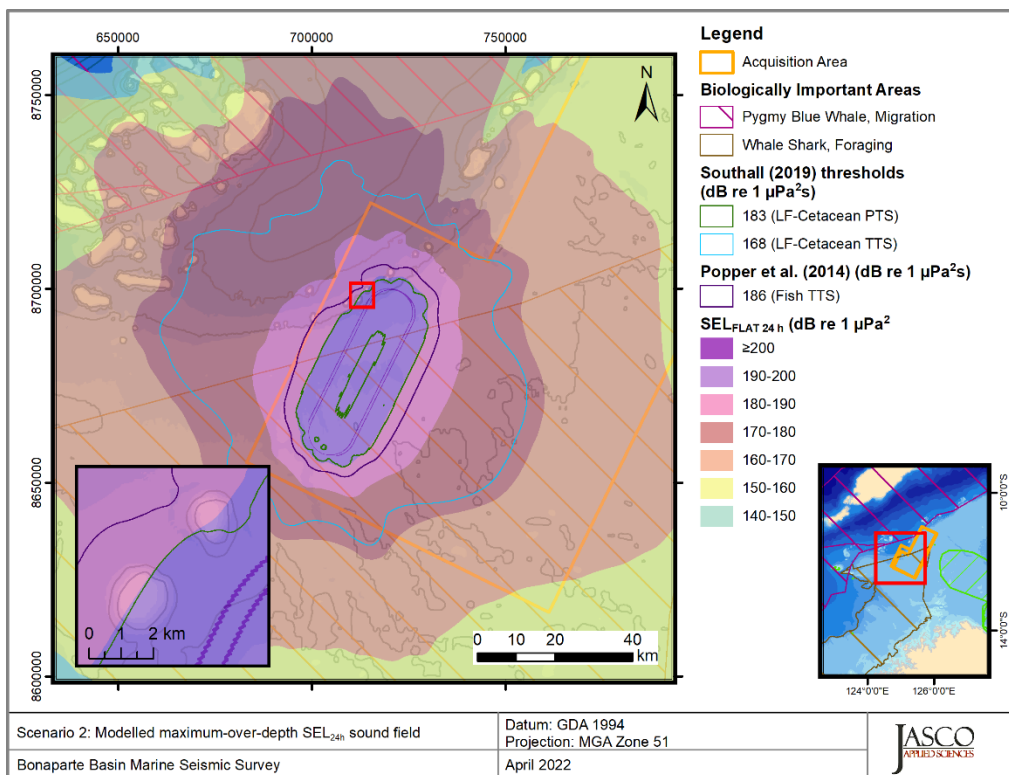 650000
700000
750000
8750000
8700000
8650000
8600000
N
0 1 2 km
0 10 20 40
km
Legend
Acquisition Area
Biologically Important Areas
Pygmy Blue Whale, Migration
Whale Shark, Foraging
Southall (2019) thresholds
(dB re 1 µPa²s)
183 (LF-Cetacean PTS)
168 (LF-Cetacean TTS)
Popper et al. (2014) (dB re 1 µPa²s)
186 (Fish TTS)
SELFLAT 24 h (dB re 1 µPa²
≥200
190-200
180-190
170-180
160-170
150-160
140-150
10°0'0"S
14°0'0"S
124°0'0"E 126°0'0"E
Scenario 2: Modelled maximum-over-depth SEL24h sound field
Datum: GDA 1994
Projection: MGA Zone 51
Bonaparte Basin Marine Seismic Survey
April 2022
JASCO
APPLIED SCIENCES